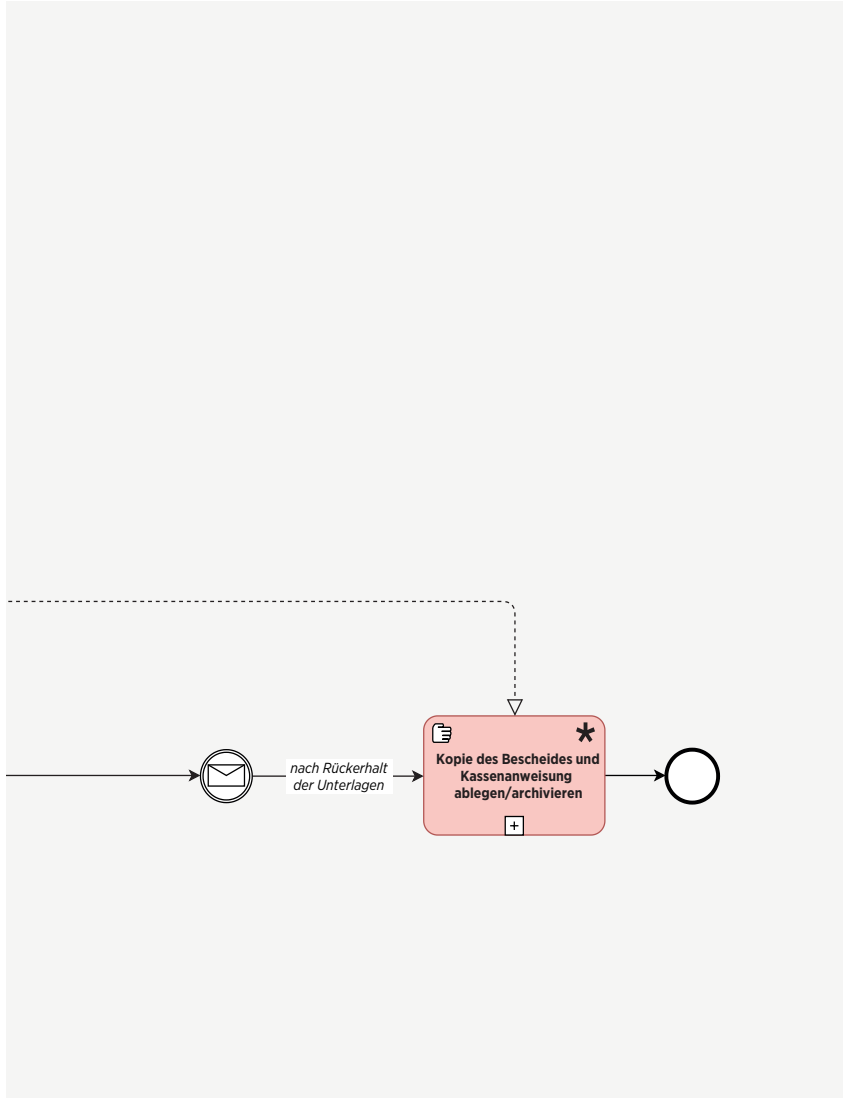 nach Rückerhalt
der Unterlagen
Kopie des Bescheides und
Kassenanweisung
ablegen/archivieren